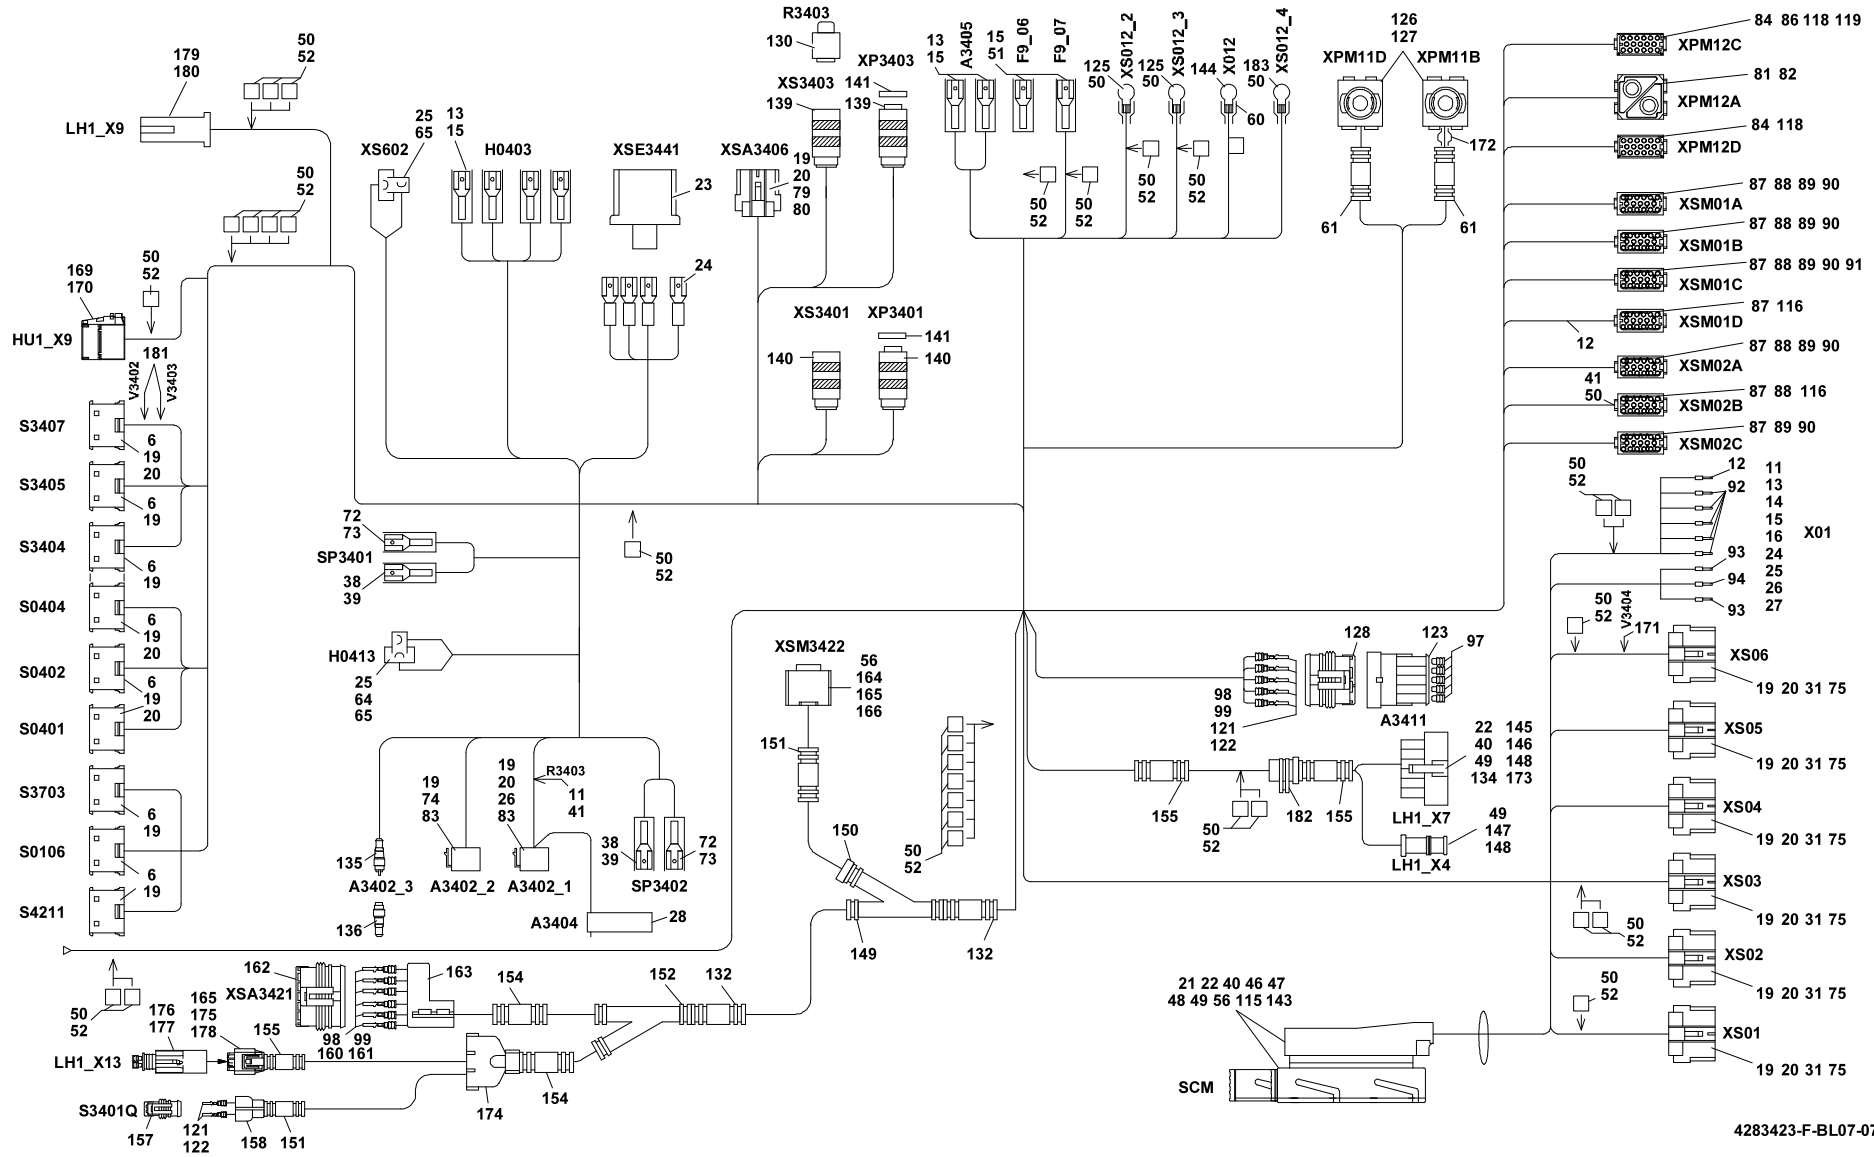 R3403
130
XP3403
141
XS3403
139
139
179
180
50
52
LH1_X9
50
52
25
65
XS602
13
15
H0403
XSE3441
23
XSA3406
19
20
79
80
24
13
15
A3405
15
51
F9_06
F9_07
125
50
XS012_2
125
50
XS012_3
144
X012
60
183
50
XS012_4
50
52
50
52
50
52
50
52
126
127
XPM11D
XPM11B
172
61
61
84 86 118 119
XPM12C
81 82
XPM12A
84 118
XPM12D
87 88 89 90
XSM01A
87 88 89 90
XSM01B
87 88 89 90 91
XSM01C
87 116
XSM01D
12
87 88 89 90
XSM02A
41
50
87 88 116
XSM02B
87 89 90
XSM02C
169
170
50
52
HU1_X9
181
V3402
V3403
XS3401
140
XP3401
141
140
S3407
6
19
20
S3405
6
19
S3404
6
19
S0404
6
19
20
S0402
6
19
20
S0401
S3703
6
19
S0106
6
19
S4211
72
73
SP3401
38
39
50
52
H0413
25
64
65
50
52
12
92
93
94
93
11
13
14
15
16
24
25
26
27
X01
50
52
V3404
171
XS06
19 20 31 75
XS05
19 20 31 75
XS04
19 20 31 75
XS03
19 20 31 75
50
52
XS02
19 20 31 75
50
52
XS01
19 20 31 75
XSM3422
56
164
165
166
151
128
123
97
98
99
121
122
A3411
155
50
52
182
155
22 145
40 146
49 148
134 173
LH1_X7
49
147
148
LH1_X4
19
74
83
19
20
26
83
R3403
11
41
135
A3402_3
A3402_2
A3402_1
38
39
72
73
SP3402
136
A3404
28
150
50
52
149
132
50
52
162
XSA3421
163
98
160
99
161
154
152
132
176
177
165
175
178
155
LH1_X13
154
174
S3401Q
157
121
122
158
151
21 22 40 46 47
48 49 56 115 143
SCM
4283423-F-BL07-07